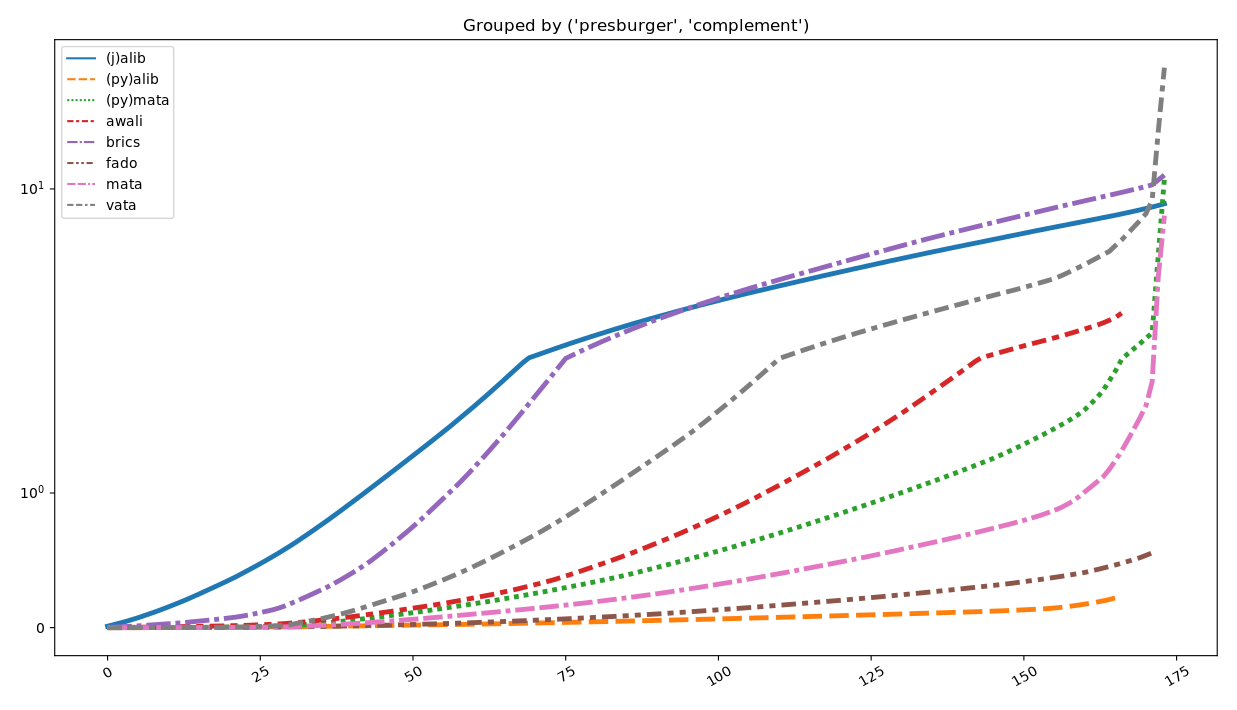 Grouped by ('presburger', 'complement')
(j)alib
(py)alib
(py)mata
awali
brics
fado
mata
vata
10¹
10⁰
0
0
25
50
75
100
125
150
175